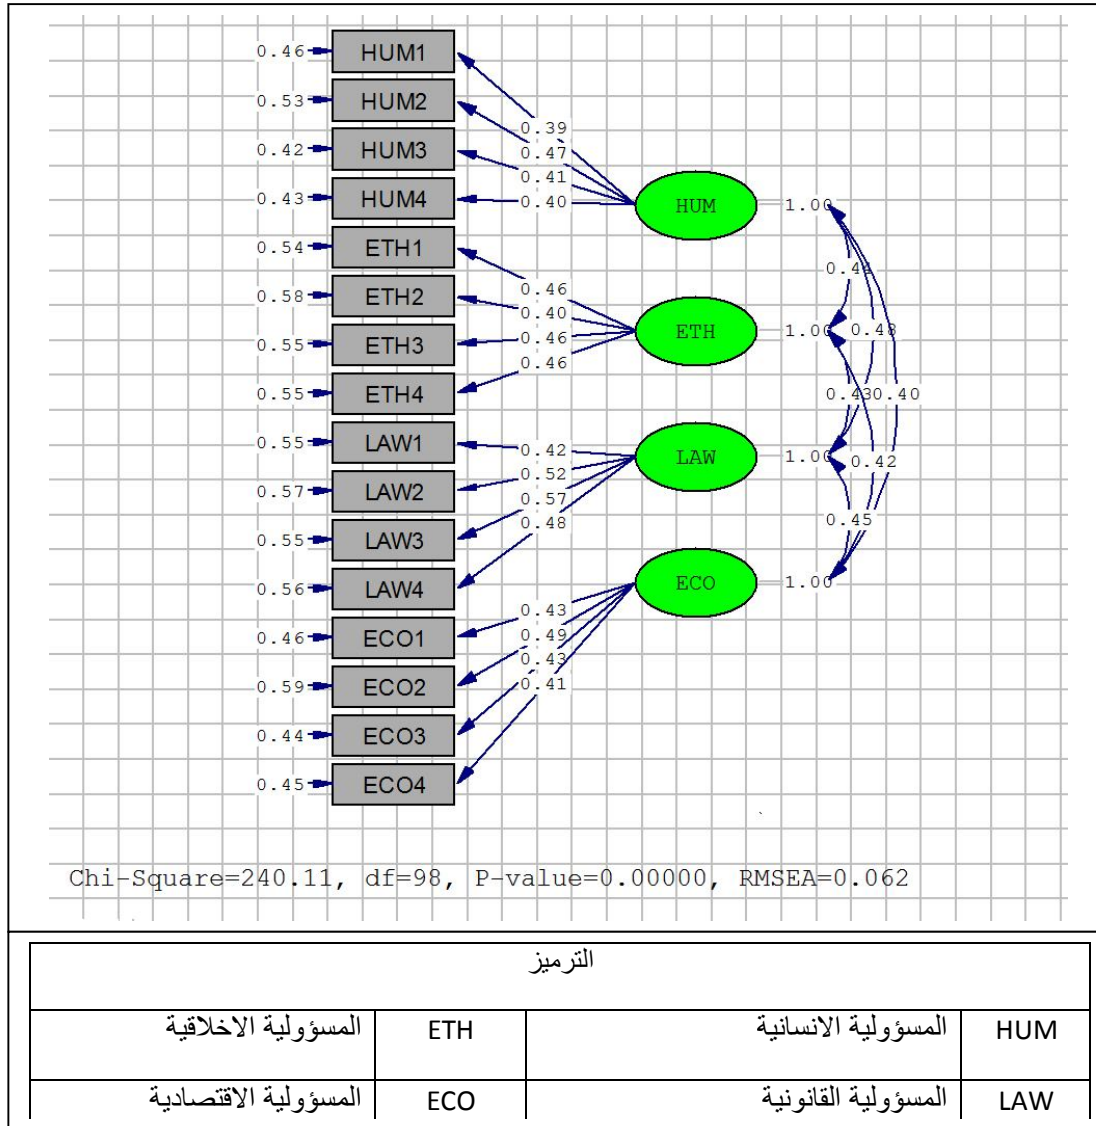 0.46 HUM1
0.53 HUM2
0.39
0.42 HUM3
0.47
0.41
0.43 HUM4
0.40
HUM
1.00
0.54 ETH1
0.44
0.58 ETH2
0.46
0.40
ETH
1.00
0.48
0.55 ETH3
0.46
0.46
0.55 ETH4
0.43
0.40
0.55 LAW1
0.42
LAW
1.00
0.42
0.57 LAW2
0.52
0.57
0.48
0.45
0.55 LAW3
0.56 LAW4
ECO
1.00
0.43
0.46 ECO1
0.49
0.43
0.59 ECO2
0.41
0.44 ECO3
0.45 ECO4
Chi-Square=240.11, df=98, P-value=0.00000, RMSEA=0.062
الترميز
HUM المسؤولية الانسانية ETH المسؤولية الاخلاقية
LAW المسؤولية القانونية ECO المسؤولية الاقتصادية